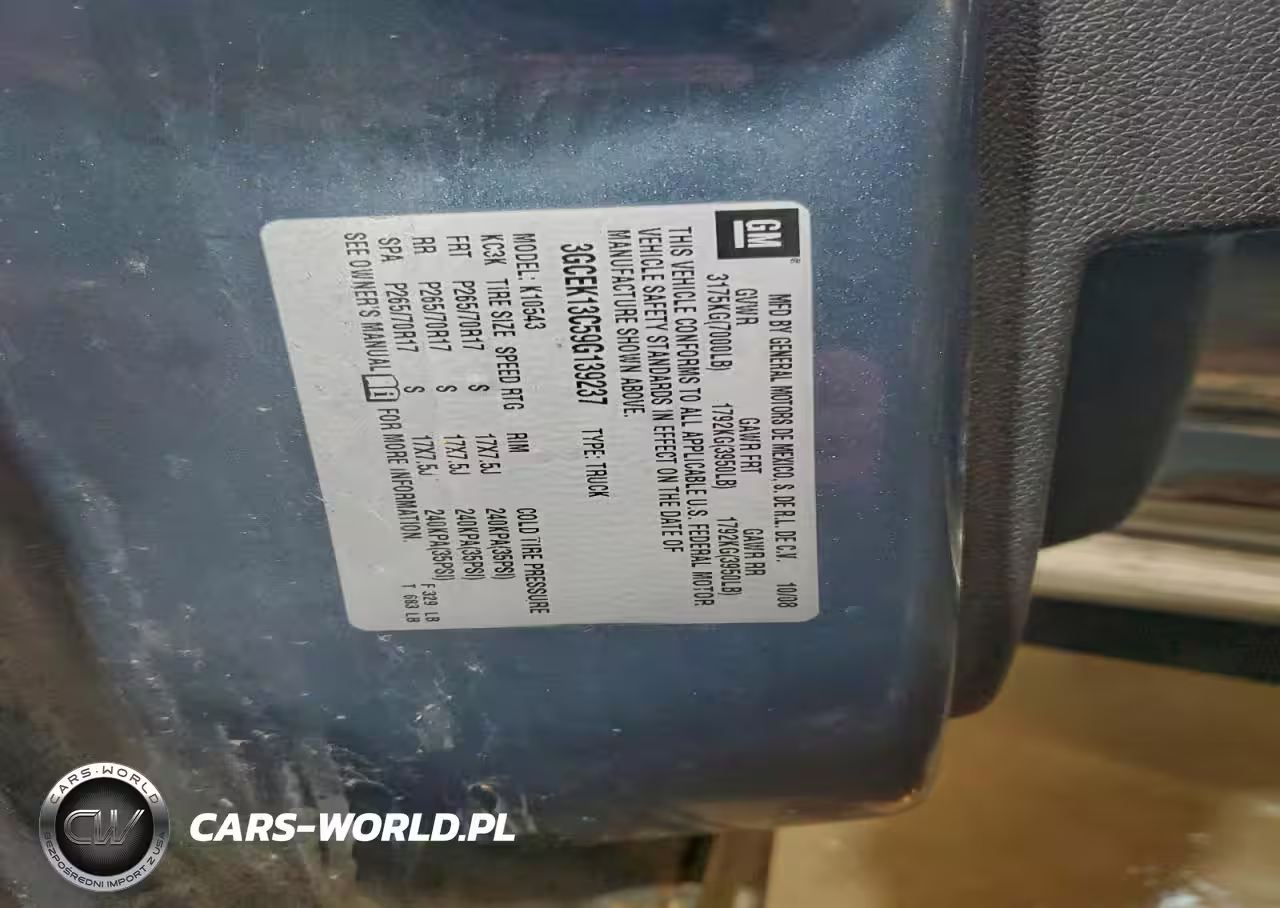 GM
MFD BY GENERAL MOTORS DE MEXICO, S. DE R.L. DE C.V. 10/08
GVWR GAWR FRT GAWR RR
3175KG(7000LB) 1792KG(3950LB) 1792KG(3950LB)
THIS VEHICLE CONFORMS TO ALL APPLICABLE U.S. FEDERAL MOTOR
VEHICLE SAFETY STANDARDS IN EFFECT ON THE DATE OF
MANUFACTURE SHOWN ABOVE.
3GCEK13C59G139237 TYPE: TRUCK
MODEL: K10543
KC3K TIRE SIZE SPEED RTG RIM COLD TIRE PRESSURE
FRT P265/70R17 S 17X7.5J 240KPA(35PSI)
RR P265/70R17 S 17X7.5J 240KPA(35PSI)
SPA P265/70R17 S 17X7.5J 240KPA(35PSI)
SEE OWNER'S MANUAL FOR MORE INFORMATION.
F 329 LB
T 683 LB
CARS-WORLD
CW
BEZPOŚREDNI IMPORT Z USA
CARS-WORLD.PL